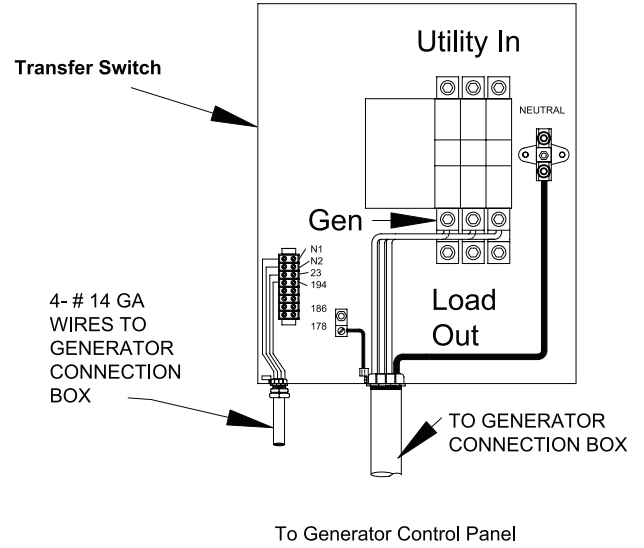 Utility In
Transfer Switch
NEUTRAL
Gen
N1
N2
23
194
186
178
4- # 14 GA
WIRES TO
GENERATOR
CONNECTION
BOX
Load
Out
TO GENERATOR
CONNECTION BOX
To Generator Control Panel